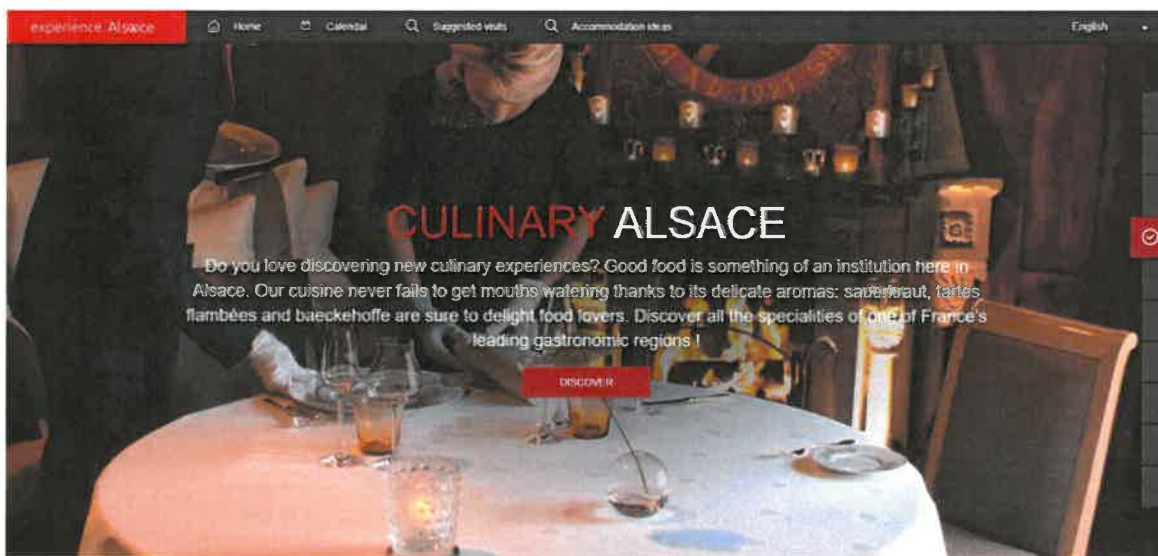 experience Alsace
Home
Calendar
Suggested visits
Accommodation ideas
English
CULINARY ALSACE
Do you love discovering new culinary experiences? Good food is something of an institution here in
Alsace. Our cuisine never fails to get mouths watering thanks to its delicate aromas: sauerkraut, tartes
flambées and baeckehoffe are sure to delight food lovers. Discover all the specialities of one of France's
leading gastronomic regions !
DISCOVER